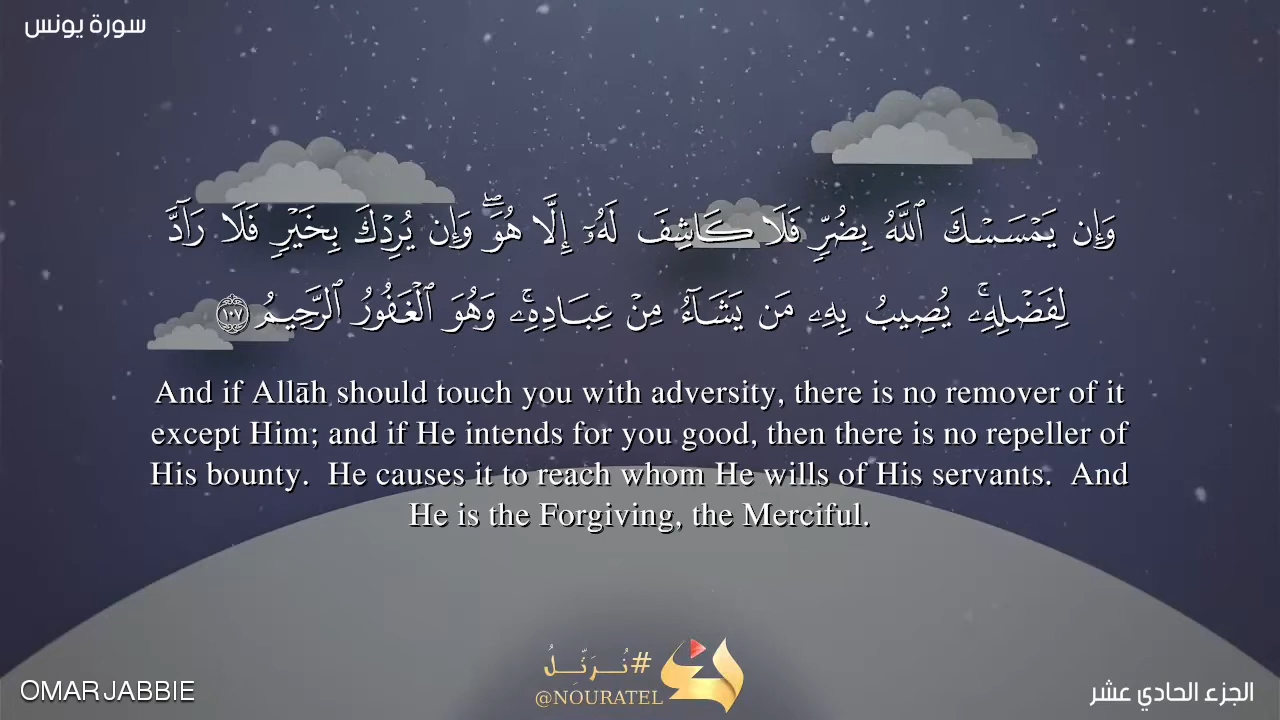 سورة يونس
وَإِن يَمْسَسْكَ ٱللَّهُ بِضُرٍّ فَلَا كَاشِفَ لَهُۥٓ إِلَّا هُوَ ۖ وَإِن يُرِدْكَ بِخَيْرٍ فَلَا رَآدَّ
لِفَضْلِهِۦ ۚ يُصِيبُ بِهِۦ مَن يَشَآءُ مِنْ عِبَادِهِۦ ۚ وَهُوَ ٱلْغَفُورُ ٱلرَّحِيمُ ١٠٧
And if Allāh should touch you with adversity, there is no remover of it
except Him; and if He intends for you good, then there is no repeller of
His bounty. He causes it to reach whom He wills of His servants. And
He is the Forgiving, the Merciful.
#نُرَتِّلُ
@NOURATEL
OMAR JABBIE
الجزء الحادي عشر